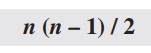 n (n – 1) / 2